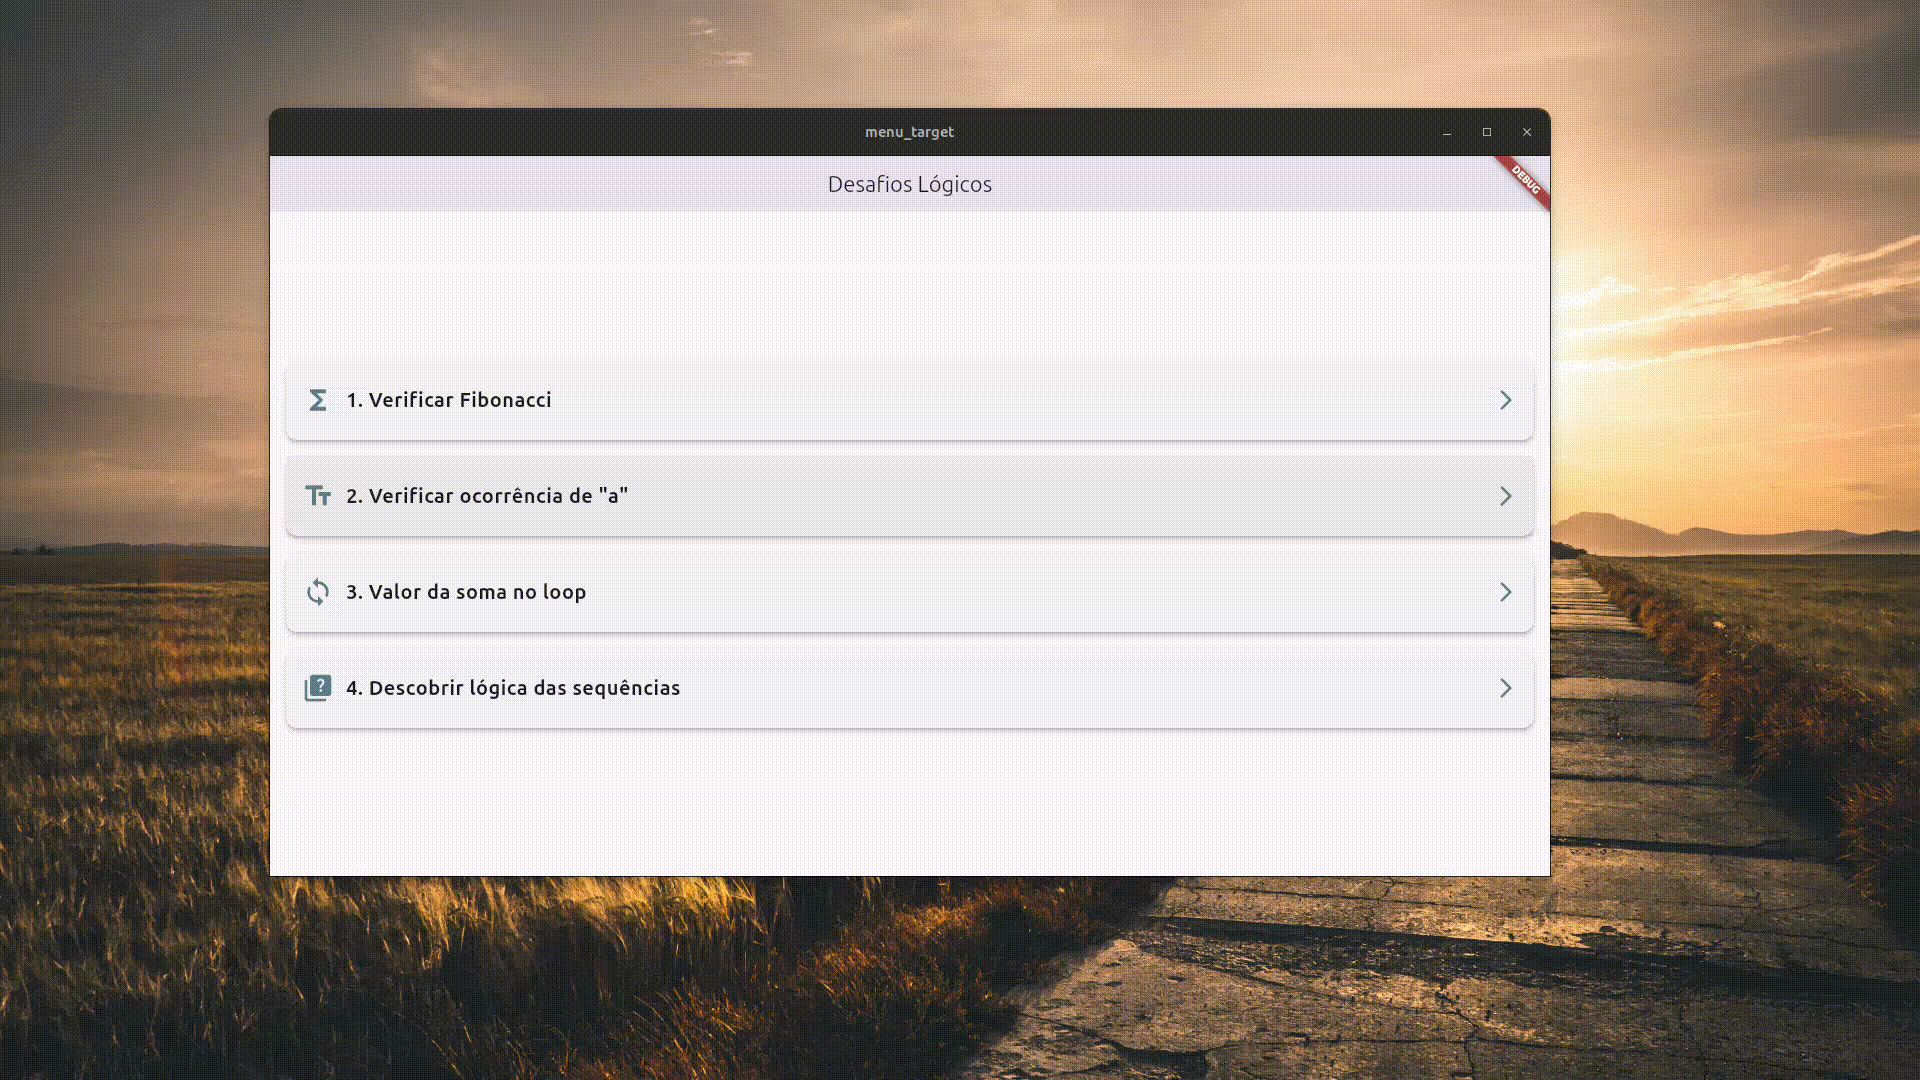 menu_target
Desafios Lógicos
DEBUG
1. Verificar Fibonacci
2. Verificar ocorrência de "a"
3. Valor da soma no loop
4. Descobrir lógica das sequências